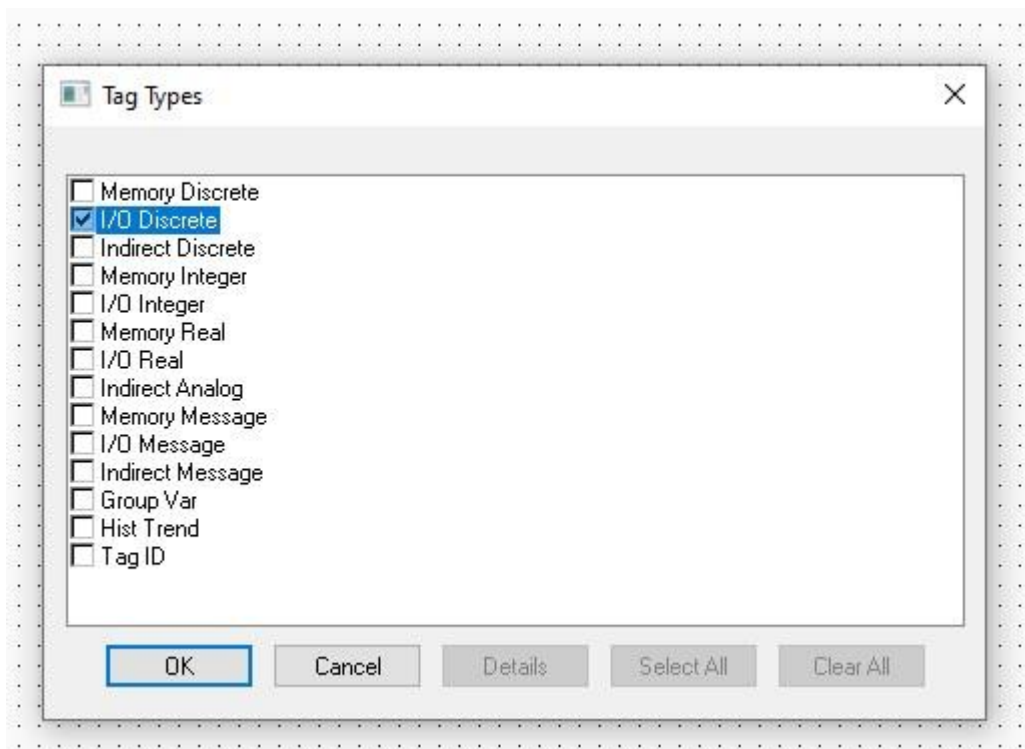 Tag Types
Memory Discrete
I/O Discrete
Indirect Discrete
Memory Integer
I/O Integer
Memory Real
I/O Real
Indirect Analog
Memory Message
I/O Message
Indirect Message
Group Var
Hist Trend
Tag ID
OK Cancel Details Select All Clear All